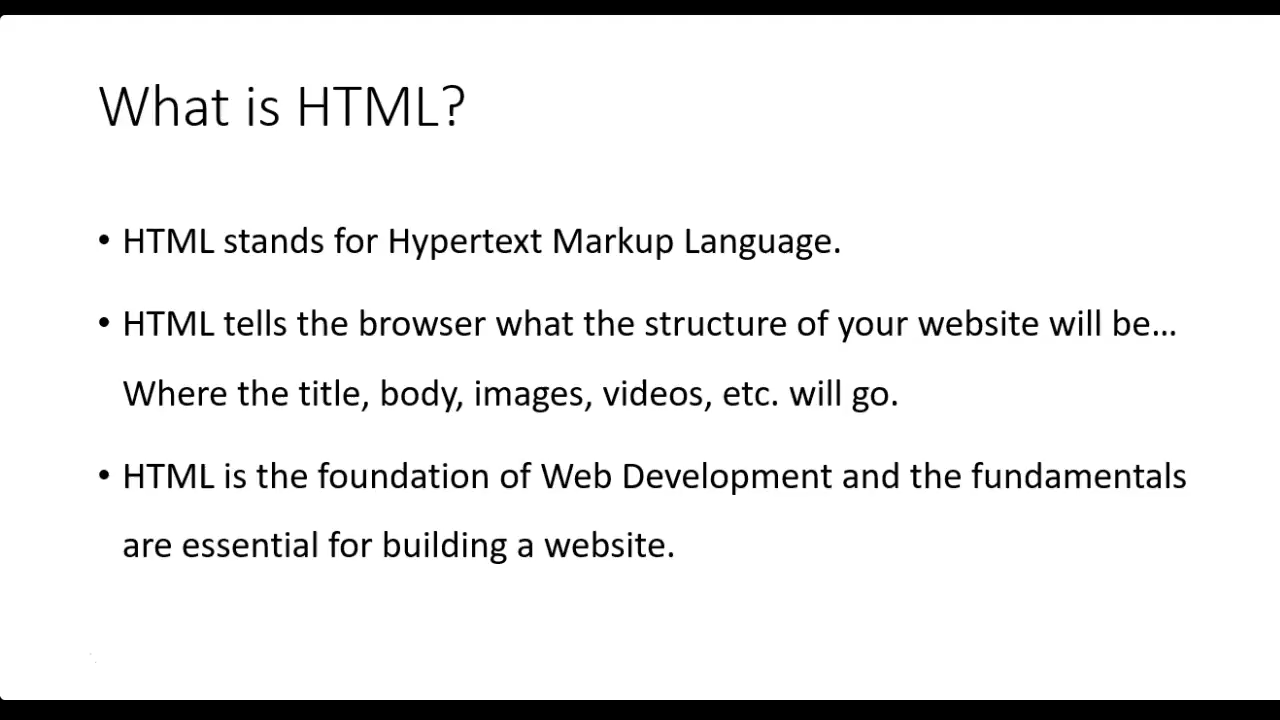 What is HTML?
• HTML stands for Hypertext Markup Language.
• HTML tells the browser what the structure of your website will be…
Where the title, body, images, videos, etc. will go.
• HTML is the foundation of Web Development and the fundamentals
are essential for building a website.